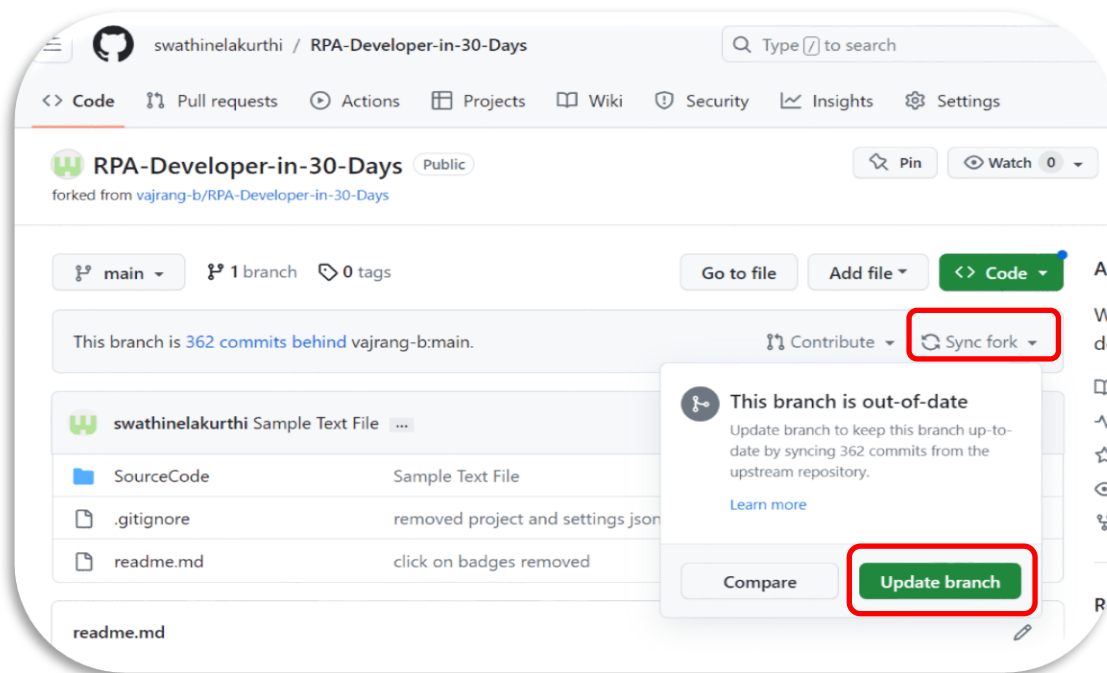 swathinelakurthi / RPA-Developer-in-30-Days
Type / to search
<> Code Pull requests Actions Projects Wiki Security Insights Settings
RPA-Developer-in-30-Days Public
Pin
Watch 0
forked from vajrang-b/RPA-Developer-in-30-Days
main 1 branch 0 tags
Go to file Add file <> Code
This branch is 362 commits behind vajrang-b:main.
Contribute Sync fork
This branch is out-of-date
Update branch to keep this branch up-to-
date by syncing 362 commits from the
upstream repository.
Learn more
Compare Update branch
swathinelakurthi Sample Text File ...
SourceCode Sample Text File
.gitignore removed project and settings json
readme.md click on badges removed
readme.md